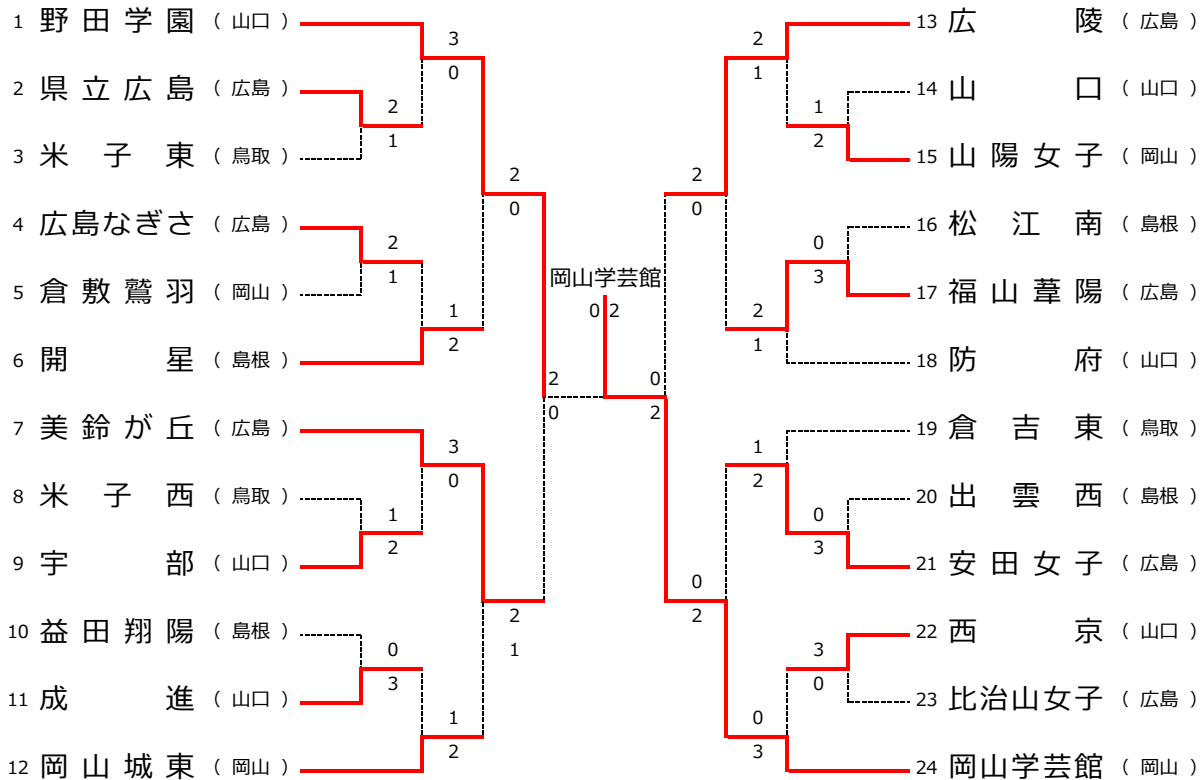 1 野田学園 （ 山口 ）
3
0
2 県立広島 （ 広島 ）
2
1
3 米子東 （ 鳥取 ）
2
0
4 広島なぎさ （ 広島 ）
2
1
5 倉敷鷲羽 （ 岡山 ）
1
2
6 開星 （ 島根 ）
2
0
7 美鈴が丘 （ 広島 ）
3
0
8 米子西 （ 鳥取 ）
1
2
9 宇部 （ 山口 ）
2
1
10 益田翔陽 （ 島根 ）
0
3
11 成進 （ 山口 ）
1
2
12 岡山城東 （ 岡山 ）
岡山学芸館
0 2
13 広陵 （ 広島 ）
2
1
14 山口 （ 山口 ）
1
2
15 山陽女子 （ 岡山 ）
2
0
16 松江南 （ 島根 ）
0
3
17 福山葦陽 （ 広島 ）
2
1
18 防府 （ 山口 ）
0
2
19 倉吉東 （ 鳥取 ）
1
2
20 出雲西 （ 島根 ）
0
3
21 安田女子 （ 広島 ）
0
2
22 西京 （ 山口 ）
3
0
23 比治山女子 （ 広島 ）
0
3
24 岡山学芸館 （ 岡山 ）